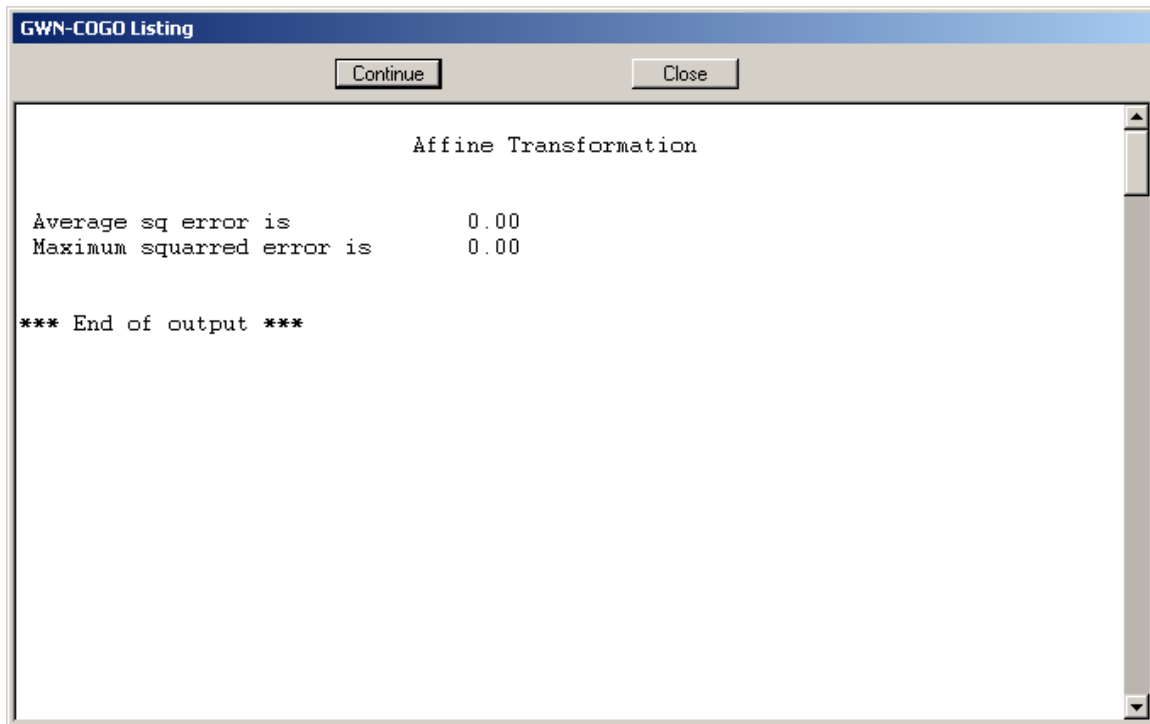 GWN-COGO Listing
Continue Close
Affine Transformation
Average sq error is 0.00
Maximum squarred error is 0.00
*** End of output ***